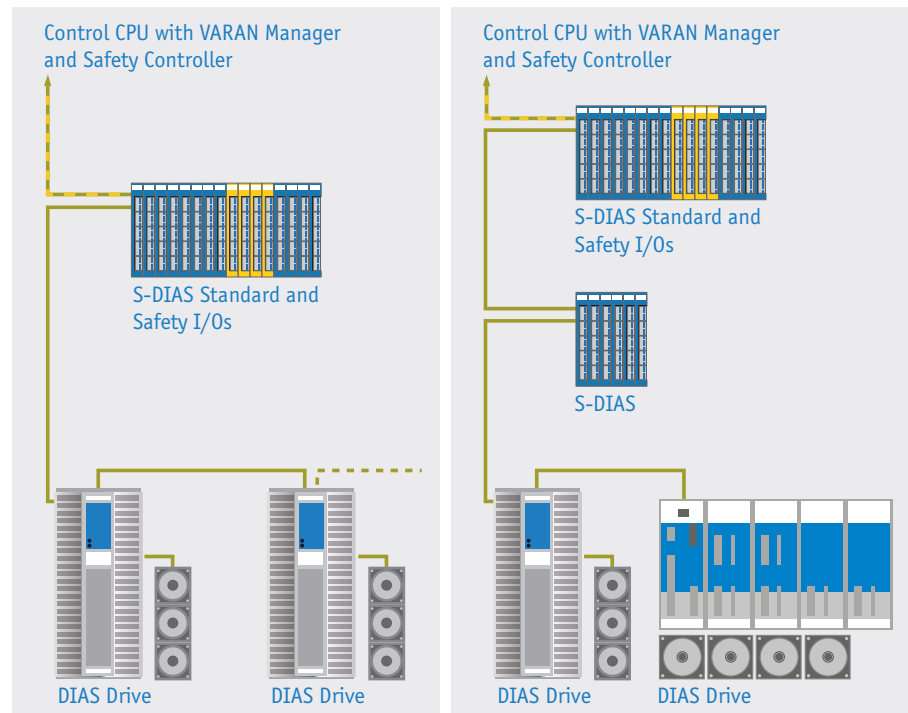 Control CPU with VARAN Manager
and Safety Controller
S-DIAS Standard and
Safety I/Os
DIAS Drive
DIAS Drive
Control CPU with VARAN Manager
and Safety Controller
S-DIAS Standard and
Safety I/Os
S-DIAS
DIAS Drive
DIAS Drive